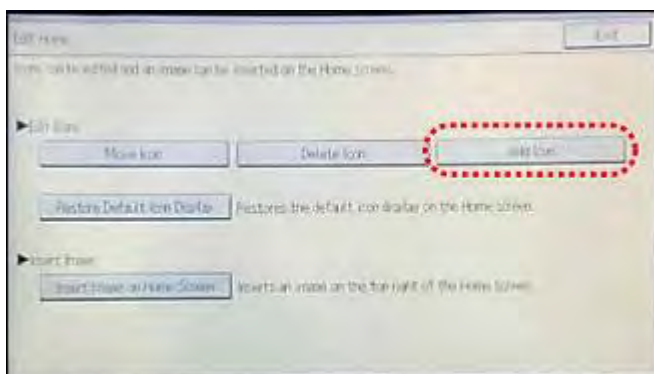 Edit Home
Exit
Icons can be edited and an image can be inserted on the Home screen.
►Edit Icons
Move Icon
Delete Icon
Add Icon
Restore Default Icon Display
Restores the default icon display on the Home screen.
►Insert Image
Insert Image on Home Screen
Inserts an image on the top right of the Home Screen.